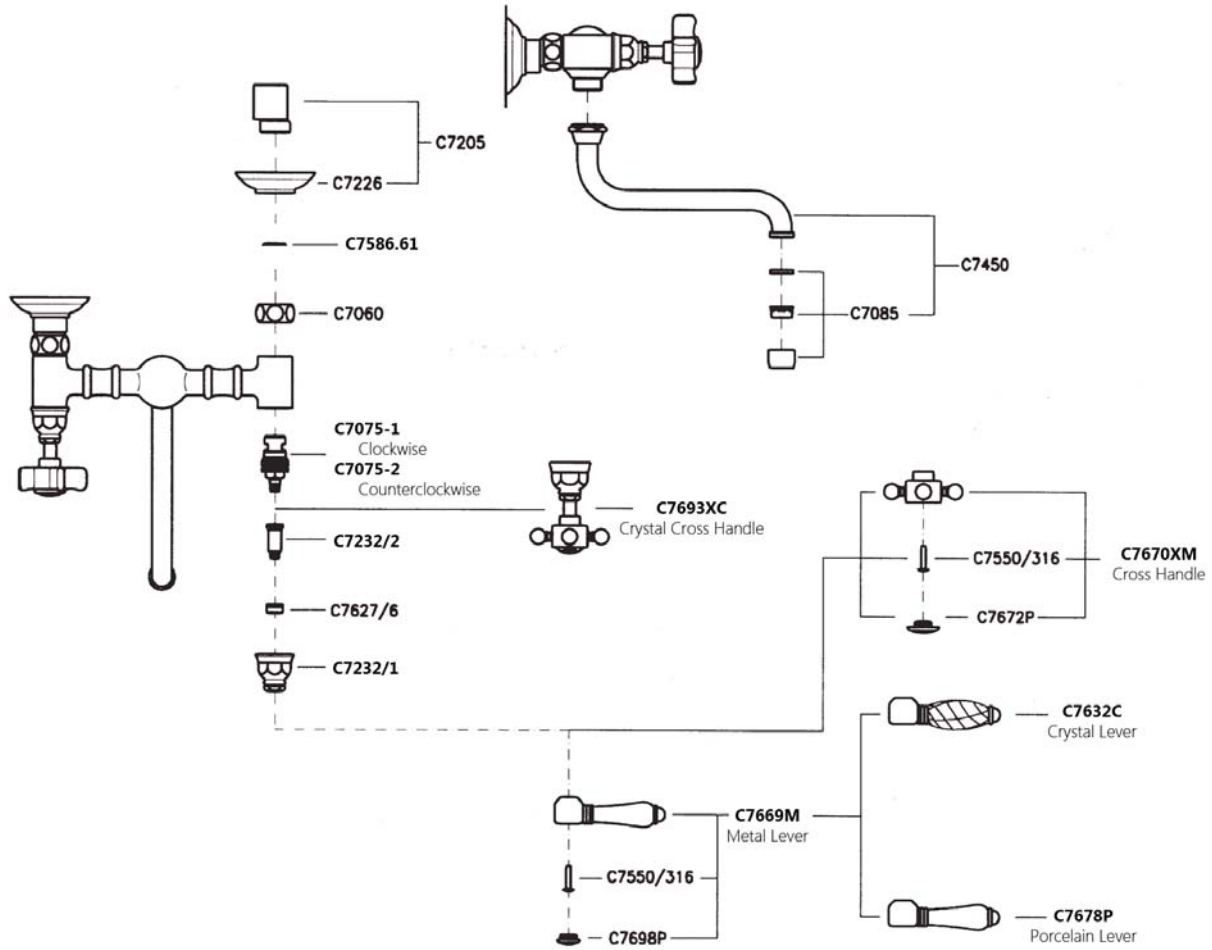 C7205
C7226
C7586.61
C7450
C7060
C7085
C7075-1
Clockwise
C7075-2
Counterclockwise
C7693XC
Crystal Cross Handle
C7232/2
C7550/316
C7670XM
Cross Handle
C7627/6
C7672P
C7232/1
C7632C
Crystal Lever
C7669M
Metal Lever
C7550/316
C7678P
Porcelain Lever
C7698P